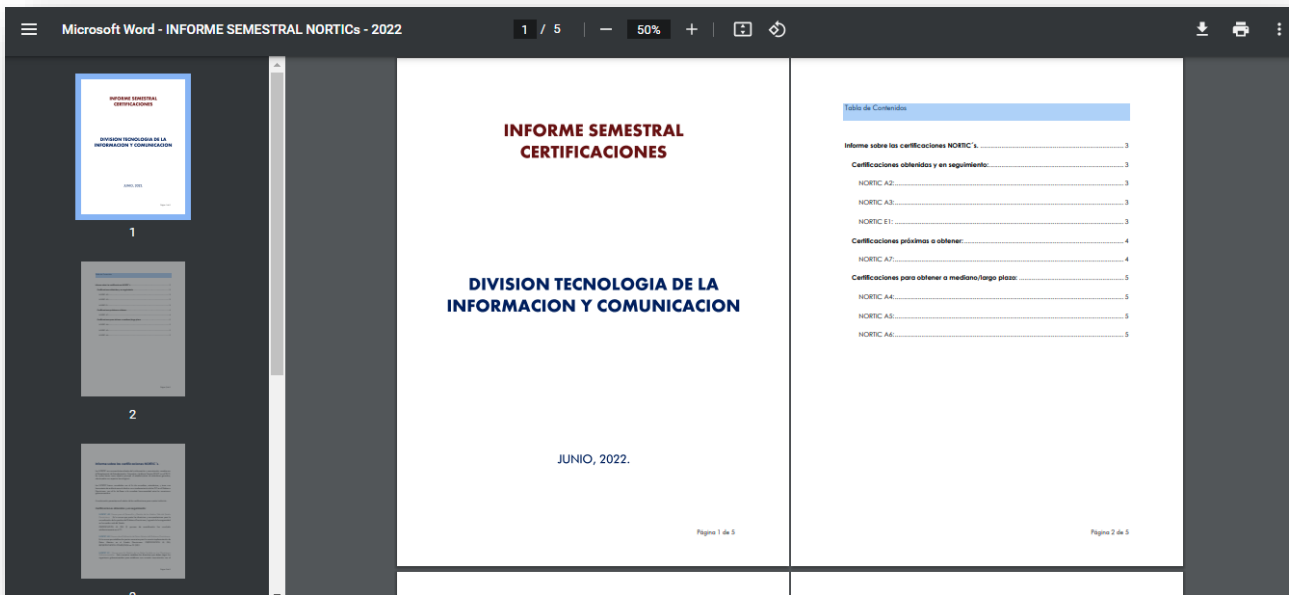 Microsoft Word - INFORME SEMESTRAL NORTICs - 2022
1 / 5
50%
INFORME SEMESTRAL
CERTIFICACIONES
DIVISION TECNOLOGIA DE LA
INFORMACION Y COMUNICACION
JUNIO, 2022
1
2
3
INFORME SEMESTRAL
CERTIFICACIONES
DIVISION TECNOLOGIA DE LA
INFORMACION Y COMUNICACION
JUNIO, 2022.
Página 1 de 5
Tabla de Contenidos
Informe sobre las certificaciones NORTIC´s. 3
Certificaciones obtenidas y en seguimiento: 3
NORTIC A2: 3
NORTIC A3: 3
NORTIC E1: 3
Certificaciones próximas a obtener: 4
NORTIC A7: 4
Certificaciones para obtener a mediano/largo plazo: 5
NORTIC A4: 5
NORTIC A5: 5
NORTIC A6: 5
Página 2 de 5